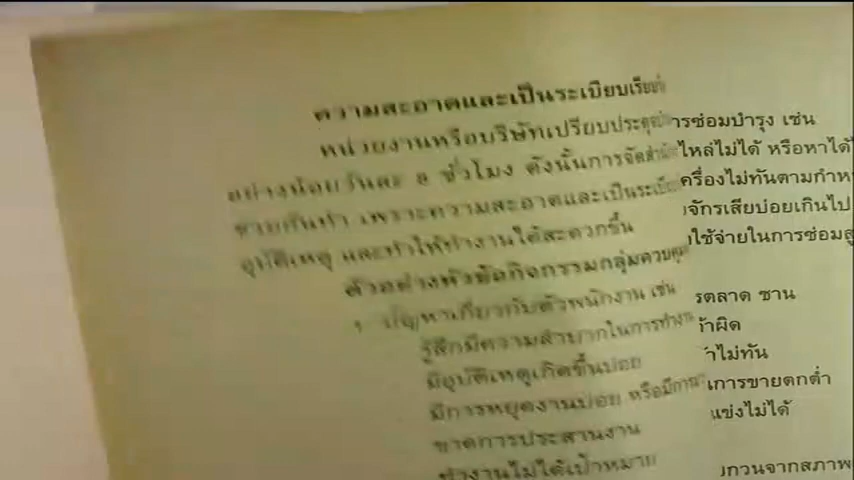 ความสะอาดและเป็นระเบียบเรียบ
หน่วยงานหรือบริษัทเปรียบประดุจ
อย่างน้อยวันละ 8 ชั่วโมง ดังนั้นการจัดสำนัก
ช่วยกันทำ เพราะความสะอาดและเป็นระเบียบ
อุบัติเหตุ และทำให้ทำงานได้สะดวกขึ้น
ตัวอย่างหัวข้อกิจกรรมกลุ่มควบคุม
ปัญหาเกี่ยวกับตัวพนักงาน เช่น
รู้สึกมีความลำบากในการทำงาน
มีอุบัติเหตุเกิดขึ้นบ่อย
มีการหยุดงานบ่อย หรือมีการ
ขาดการประสานงาน
ทำงานไม่ได้เป้าหมาย
ารซ่อมบำรุง เช่น
ไหล่ไม่ได้ หรือหาได้
ครื่องไม่ทันตามกำห
จักรเสียบ่อยเกินไป
ใช้จ่ายในการซ่อมสู
รตลาด ชาน
้าผิด
าไม่ทัน
เการขายตกต่ำ
แข่งไม่ได้
กวนจากสภาพ